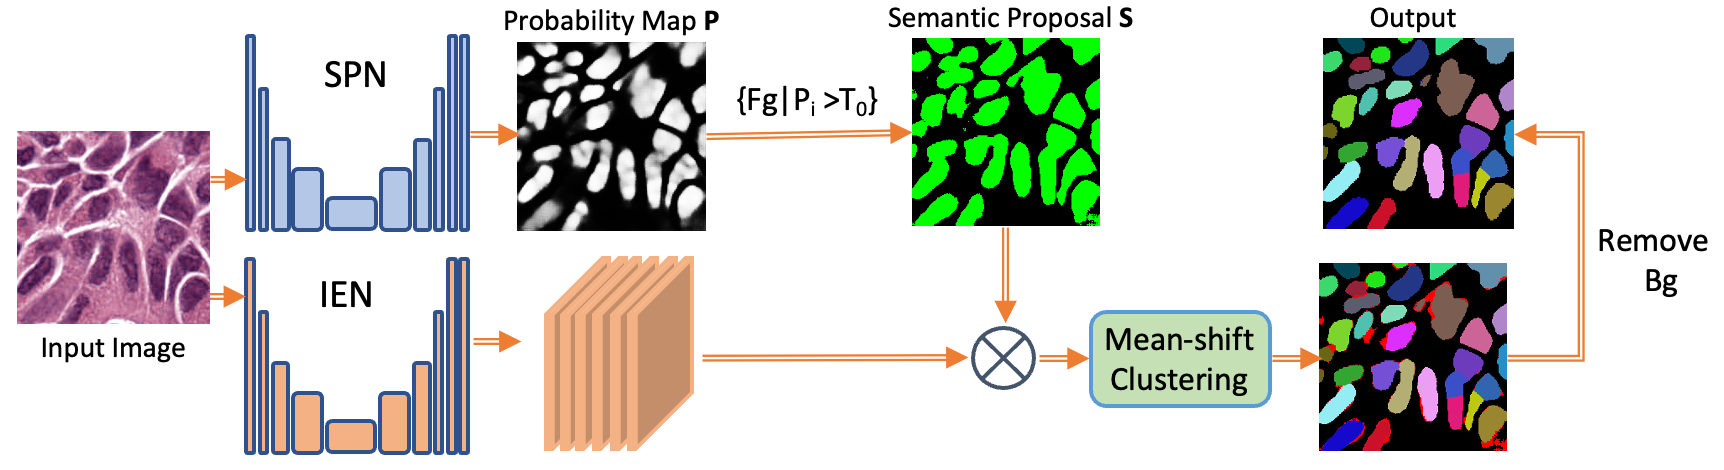 Probability Map P
Semantic Proposal S
Output
SPN
{Fg|Pi >T0}
Input Image
IEN
Mean-shift
Clustering
Remove
Bg